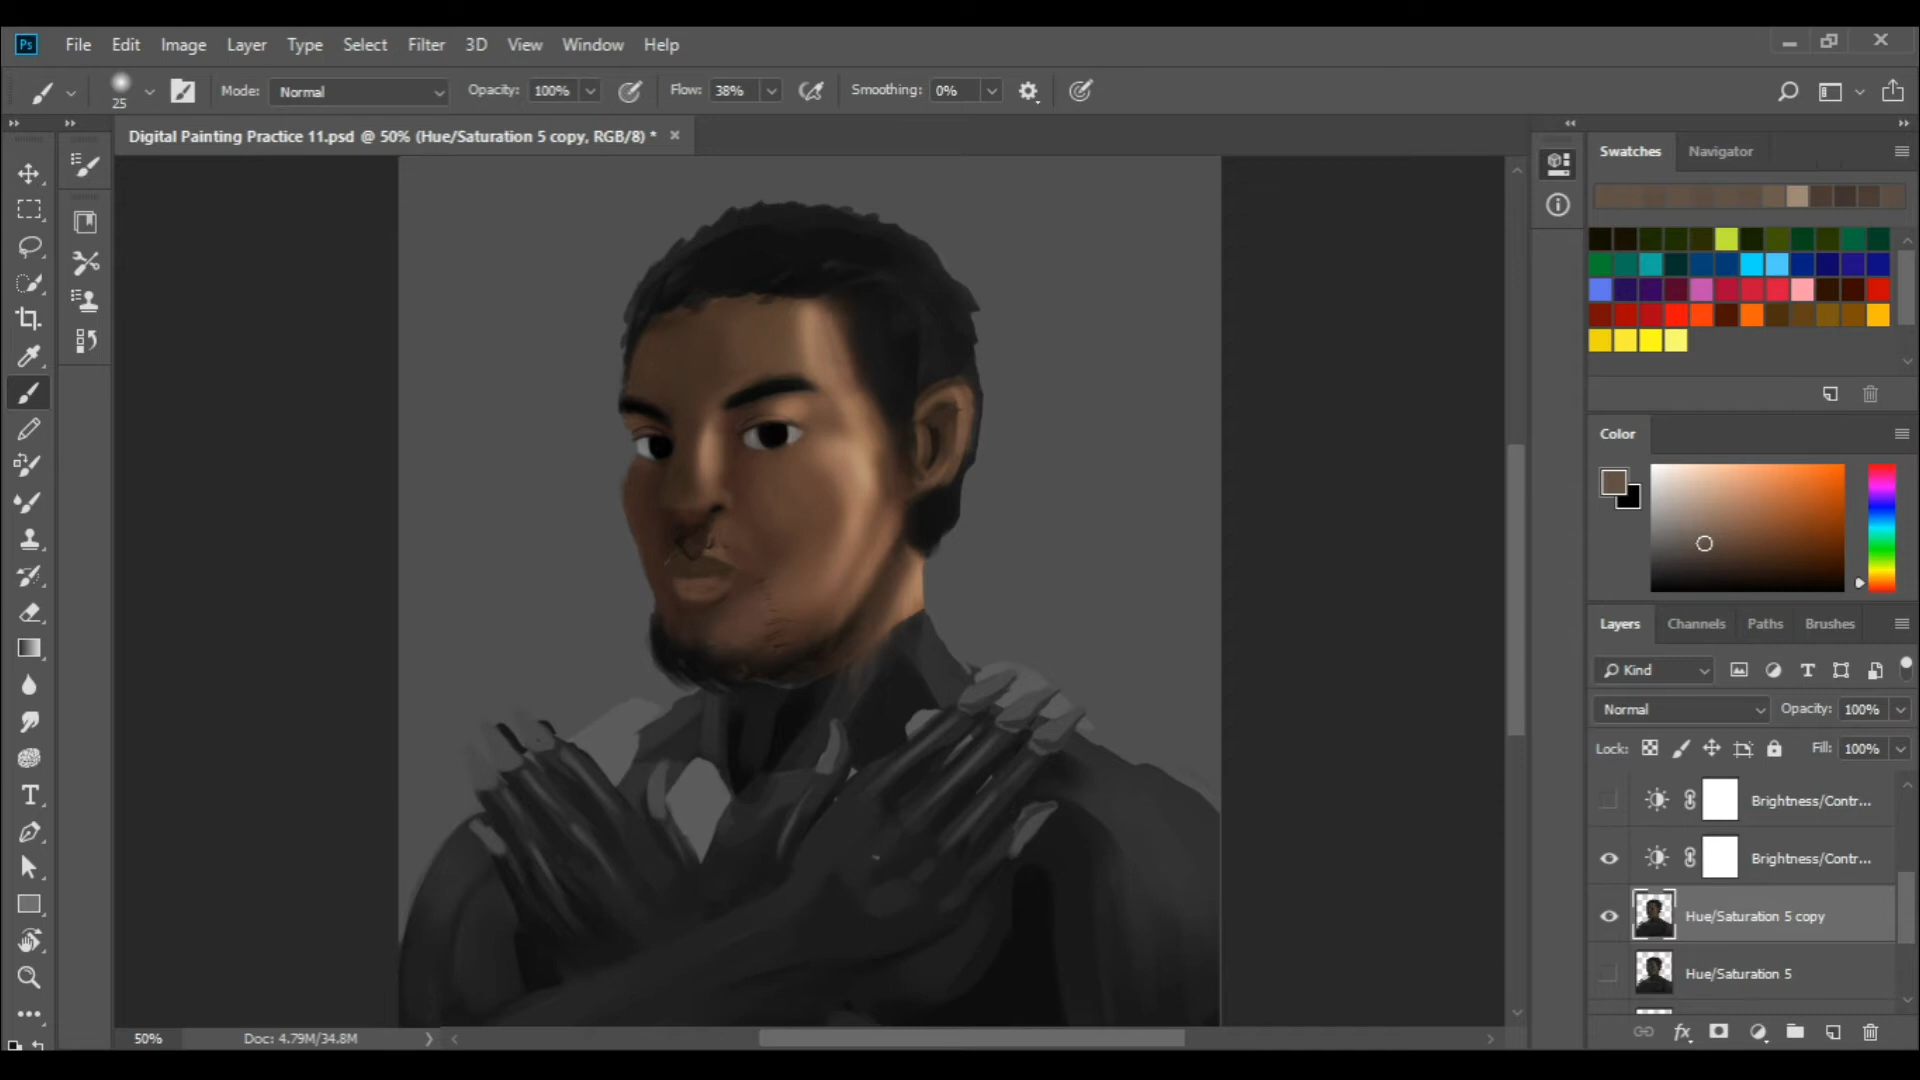 Ps File Edit Image Layer Type Select Filter 3D View Window Help
25 Mode: Normal Opacity: 100% Flow: 38% Smoothing: 0%
Digital Painting Practice 11.psd @ 50% (Hue/Saturation 5 copy, RGB/8) *
Swatches Navigator
Color
Layers Channels Paths Brushes
Kind
Normal Opacity: 100%
Lock: Fill: 100%
Brightness/Contr...
Brightness/Contr...
Hue/Saturation 5 copy
Hue/Saturation 5
50% Doc: 4.79M/34.8M